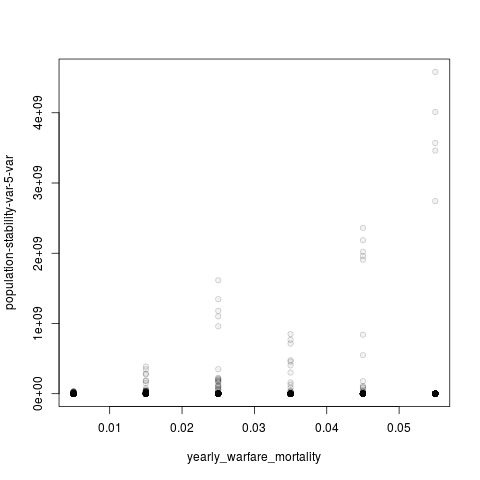 population-stability-var-5-var
4e+09
3e+09
2e+09
1e+09
0e+00
0.01
0.02
0.03
0.04
0.05
yearly_warfare_mortality